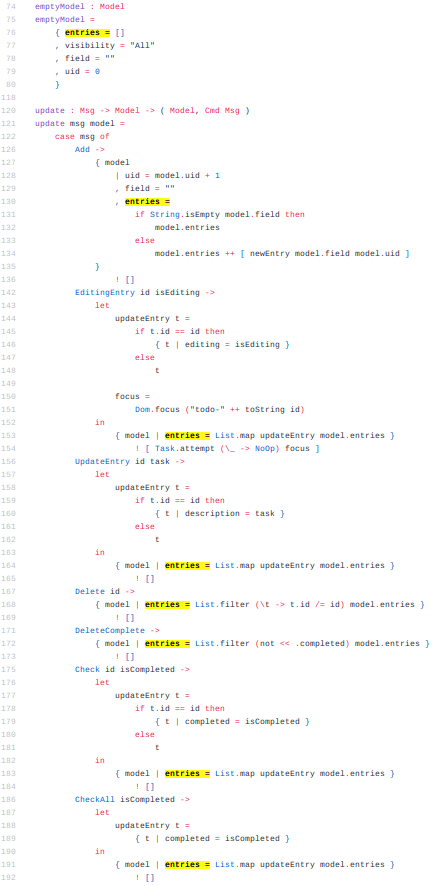 74 emptyModel : Model
75 emptyModel =
76     { entries = []
77     , visibility = "All"
78     , field = ""
79     , uid = 0
80     }
118
120 update : Msg -> Model -> ( Model, Cmd Msg )
121 update msg model =
122     case msg of
126         Add ->
127             { model
128                 | uid = model.uid + 1
129                 , field = ""
130                 , entries =
131                     if String.isEmpty model.field then
132                         model.entries
133                     else
134                         model.entries ++ [ newEntry model.field model.uid ]
135             }
136                 ! []
142         EditingEntry id isEditing ->
143             let
144                 updateEntry t =
145                     if t.id == id then
146                         { t | editing = isEditing }
147                     else
148                         t
149
150                 focus =
151                     Dom.focus ("todo-" ++ toString id)
152             in
153                 { model | entries = List.map updateEntry model.entries }
154                     ! [ Task.attempt (\_ -> NoOp) focus ]
156         UpdateEntry id task ->
157             let
158                 updateEntry t =
159                     if t.id == id then
160                         { t | description = task }
161                     else
162                         t
163             in
164                 { model | entries = List.map updateEntry model.entries }
165                     ! []
167         Delete id ->
168             { model | entries = List.filter (\t -> t.id /= id) model.entries }
169                 ! []
171         DeleteComplete ->
172             { model | entries = List.filter (not << .completed) model.entries }
173                 ! []
175         Check id isCompleted ->
176             let
177                 updateEntry t =
178                     if t.id == id then
179                         { t | completed = isCompleted }
180                     else
181                         t
182             in
183                 { model | entries = List.map updateEntry model.entries }
184                     ! []
186         CheckAll isCompleted ->
187             let
188                 updateEntry t =
189                     { t | completed = isCompleted }
190             in
191                 { model | entries = List.map updateEntry model.entries }
192                     ! []